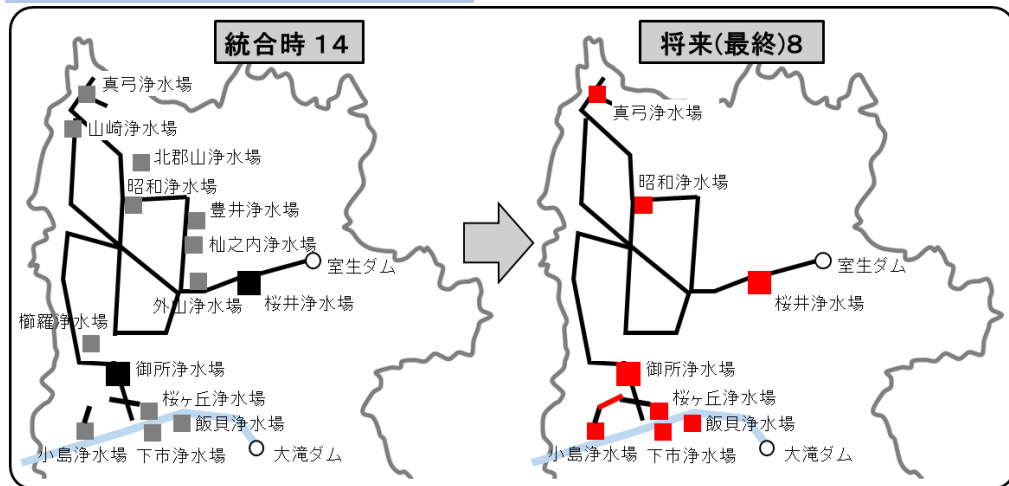 統合時 14
真弓浄水場
山崎浄水場
北郡山浄水場
昭和浄水場
豊井浄水場
杣之内浄水場
室生ダム
外山浄水場
桜井浄水場
櫛羅浄水場
御所浄水場
桜ヶ丘浄水場
飯貝浄水場
小島浄水場
下市浄水場
大滝ダム
将来(最終)8
真弓浄水場
昭和浄水場
室生ダム
桜井浄水場
御所浄水場
桜ヶ丘浄水場
飯貝浄水場
小島浄水場
下市浄水場
大滝ダム